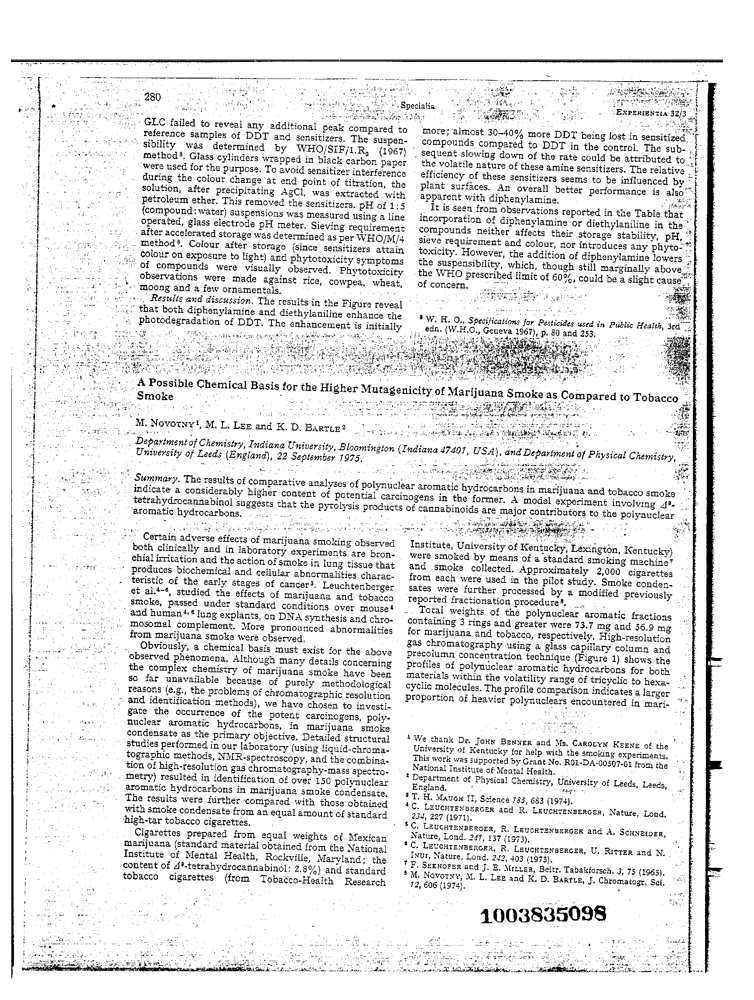 280
Specialia
EXPERIENTIA 32/3
GLC failed to reveal any additional peak compared to
reference samples of DDT and sensitizers. The suspen-
sibility was determined by WHO/SIF/1.R₃ (1967)
method⁸. Glass cylinders wrapped in black carbon paper
were used for the purpose. To avoid sensitizer interference
during the colour change at end point of titration, the
solution, after precipitating AgCl, was extracted with
petroleum ether. This removed the sensitizers. pH of 1:5
(compound:water) suspensions was measured using a line
operated, glass electrode pH meter. Sieving requirement
after accelerated storage was determined as per WHO/M/4
method⁸. Colour after storage (since sensitizers attain
colour on exposure to light) and phytotoxicity symptoms
of compounds were visually observed. Phytotoxicity
observations were made against rice, cowpea, wheat,
moong and a few ornamentals.
Results and discussion. The results in the Figure reveal
that both diphenylamine and diethylaniline enhance the
photodegradation of DDT. The enhancement is initially
more; almost 30–40% more DDT being lost in sensitized
compounds compared to DDT in the control. The sub-
sequent slowing down of the rate could be attributed to
the volatile nature of these amine sensitizers. The relative
efficiency of these sensitizers seems to be influenced by
plant surfaces. An overall better performance is also
apparent with diphenylamine.
It is seen from observations reported in the Table that
incorporation of diphenylamine or diethylaniline in the
compounds neither affects their storage stability, pH,
sieve requirement and colour, nor introduces any phyto-
toxicity. However, the addition of diphenylamine lowers
the suspensibility, which, though still marginally above
the WHO prescribed limit of 60%, could be a slight cause
of concern.
⁸ W. H. O., Specifications for Pesticides used in Public Health, 3rd
edn. (W.H.O., Geneva 1967), p. 80 and 253.
A Possible Chemical Basis for the Higher Mutagenicity of Marijuana Smoke as Compared to Tobacco
Smoke
M. NOVOTNY¹, M. L. LEE and K. D. BARTLE²
Department of Chemistry, Indiana University, Bloomington (Indiana 47401, USA), and Department of Physical Chemistry,
University of Leeds (England), 22 September 1975.
Summary. The results of comparative analyses of polynuclear aromatic hydrocarbons in marijuana and tobacco smoke
indicate a considerably higher content of potential carcinogens in the former. A model experiment involving Δ⁹-
tetrahydrocannabinol suggests that the pyrolysis products of cannabinoids are major contributors to the polynuclear
aromatic hydrocarbons.
Certain adverse effects of marijuana smoking observed
both clinically and in laboratory experiments are bron-
chial irritation and the action of smoke in lung tissue that
produces biochemical and cellular abnormalities charac-
teristic of the early stages of cancer³. Leuchtenberger
et al.⁴⁻⁶, studied the effects of marijuana and tobacco
smoke, passed under standard conditions over mouse⁴
and human⁴,⁶ lung explants, on DNA synthesis and chro-
mosomal complement. More pronounced abnormalities
from marijuana smoke were observed.
Obviously, a chemical basis must exist for the above
observed phenomena. Although many details concerning
the complex chemistry of marijuana smoke have been
so far unavailable because of purely methodological
reasons (e.g., the problems of chromatographic resolution
and identification methods), we have chosen to investi-
gate the occurrence of the potent carcinogens, poly-
nuclear aromatic hydrocarbons, in marijuana smoke
condensate as the primary objective. Detailed structural
studies performed in our laboratory (using liquid-chroma-
tographic methods, NMR-spectroscopy, and the combina-
tion of high-resolution gas chromatography-mass spectro-
metry) resulted in identification of over 150 polynuclear
aromatic hydrocarbons in marijuana smoke condensate.
The results were further compared with those obtained
with smoke condensate from an equal amount of standard
high-tar tobacco cigarettes.
Cigarettes prepared from equal weights of Mexican
marijuana (standard material obtained from the National
Institute of Mental Health, Rockville, Maryland; the
content of Δ⁹-tetrahydrocannabinol: 2.8%) and standard
tobacco cigarettes (from Tobacco-Health Research
Institute, University of Kentucky, Lexington, Kentucky)
were smoked by means of a standard smoking machine⁷
and smoke collected. Approximately 2,000 cigarettes
from each were used in the pilot study. Smoke conden-
sates were further processed by a modified previously
reported fractionation procedure⁸.
Total weights of the polynuclear aromatic fractions
containing 3 rings and greater were 73.7 mg and 56.9 mg
for marijuana and tobacco, respectively. High-resolution
gas chromatography using a glass capillary column and
precolumn concentration technique (Figure 1) shows the
profiles of polynuclear aromatic hydrocarbons for both
materials within the volatility range of tricyclic to hexa-
cyclic molecules. The profile comparison indicates a larger
proportion of heavier polynuclears encountered in mari-
¹ We thank Dr. JOHN BENNER and Ms. CAROLYN KEENE of the
University of Kentucky for help with the smoking experiments.
This work was supported by Grant No. R01-DA-00507-01 from the
National Institute of Mental Health.
² Department of Physical Chemistry, University of Leeds, Leeds,
England.
³ T. H. MAUGH II, Science 185, 683 (1974).
⁴ C. LEUCHTENBERGER and R. LEUCHTENBERGER, Nature, Lond.
234, 227 (1971).
⁵ C. LEUCHTENBERGER, R. LEUCHTENBERGER and A. SCHNEIDER,
Nature, Lond. 241, 137 (1973).
⁶ C. LEUCHTENBERGER, R. LEUCHTENBERGER, U. RITTER and N.
INUI, Nature, Lond. 242, 403 (1973).
⁷ F. SEEHOFER and J. E. MILLER, Beitr. Tabakforsch. 3, 75 (1965).
⁸ M. NOVOTNY, M. L. LEE and K. D. BARTLE, J. Chromatogr. Sci.
12, 606 (1974).
1003835098